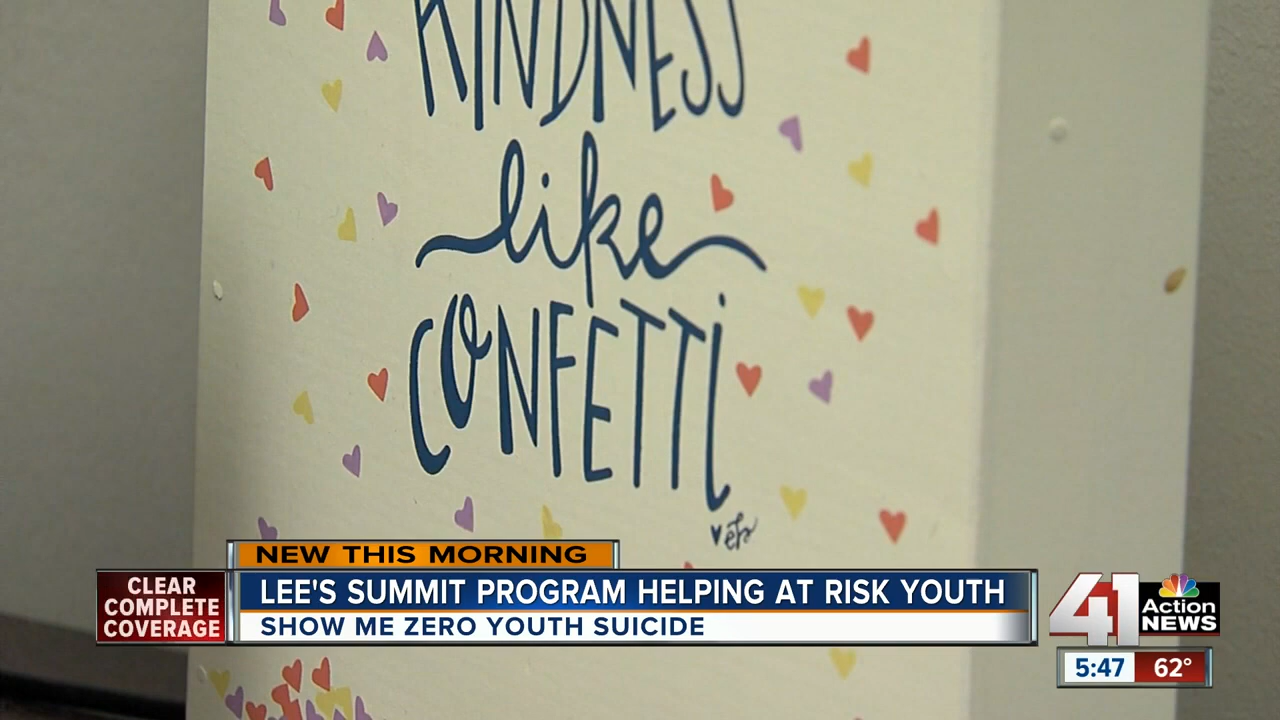 KINDNESS
like
CONFETTI
eh
NEW THIS MORNING
CLEAR
COMPLETE
COVERAGE
LEE'S SUMMIT PROGRAM HELPING AT RISK YOUTH
SHOW ME ZERO YOUTH SUICIDE
41
Action
NEWS
5:47 62°